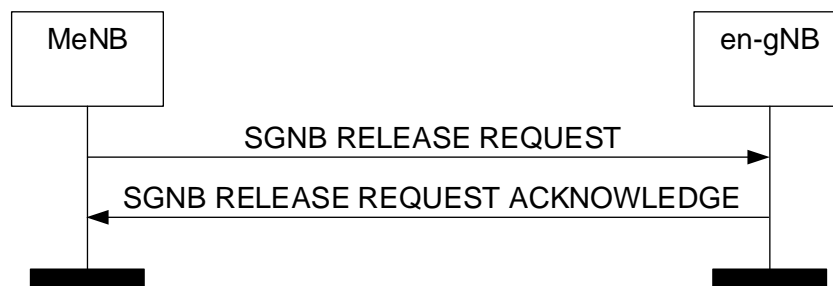 MeNB
en-gNB
SGNB RELEASE REQUEST
SGNB RELEASE REQUEST ACKNOWLEDGE